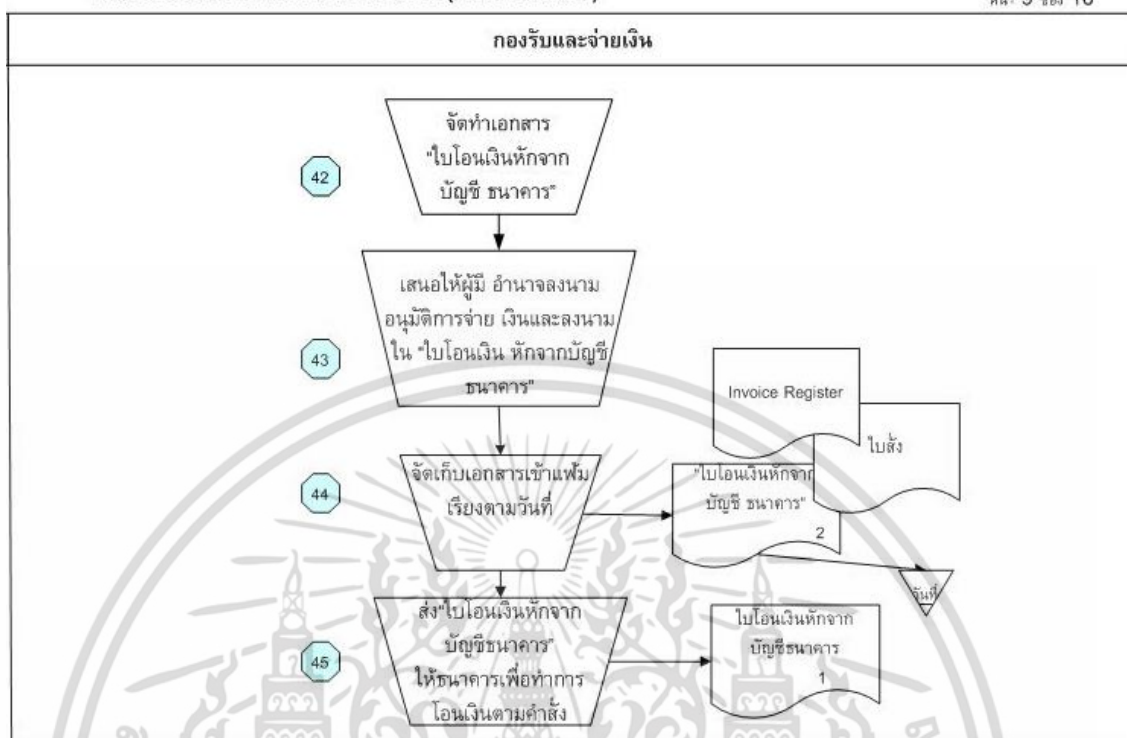 หน้า 9 ของ 10
กองรับและจ่ายเงิน
จัดทำเอกสาร
"ใบโอนเงินหักจาก
บัญชี ธนาคาร"
42
เสนอให้ผู้มี อำนาจลงนาม
อนุมัติการจ่าย เงินและลงนาม
ใน "ใบโอนเงิน หักจากบัญชี
ธนาคาร"
43
Invoice Register
ใบสั่ง
จัดเก็บเอกสารเข้าแฟ้ม
เรียงตามวันที่
44
"ใบโอนเงินหักจาก
บัญชี ธนาคาร"
2
วันที่
ส่ง"ใบโอนเงินหักจาก
บัญชีธนาคาร"
ให้ธนาคารเพื่อทำการ
โอนเงินตามคำสั่ง
45
ใบโอนเงินหักจาก
บัญชีธนาคาร
1